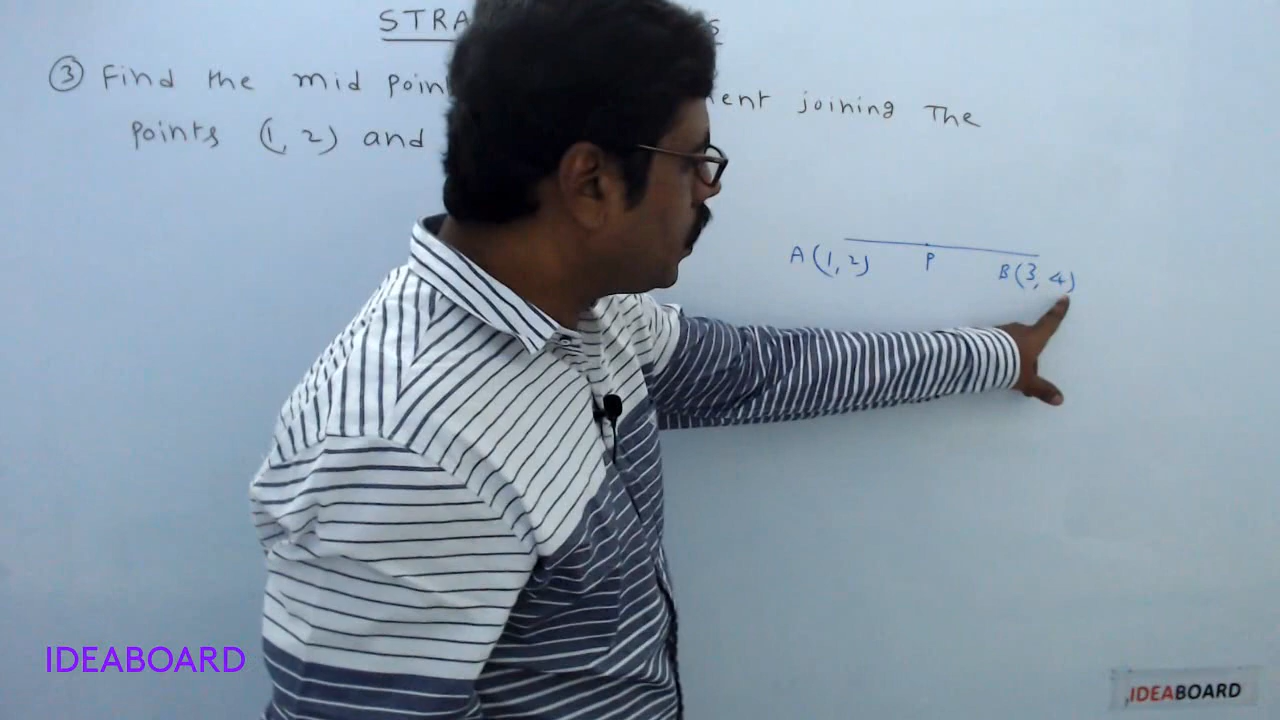 STRA
③ Find the mid poin ent joining The
points (1, 2) and
A (1, 2) P B (3, 4)
IDEABOARD
IDEABOARD